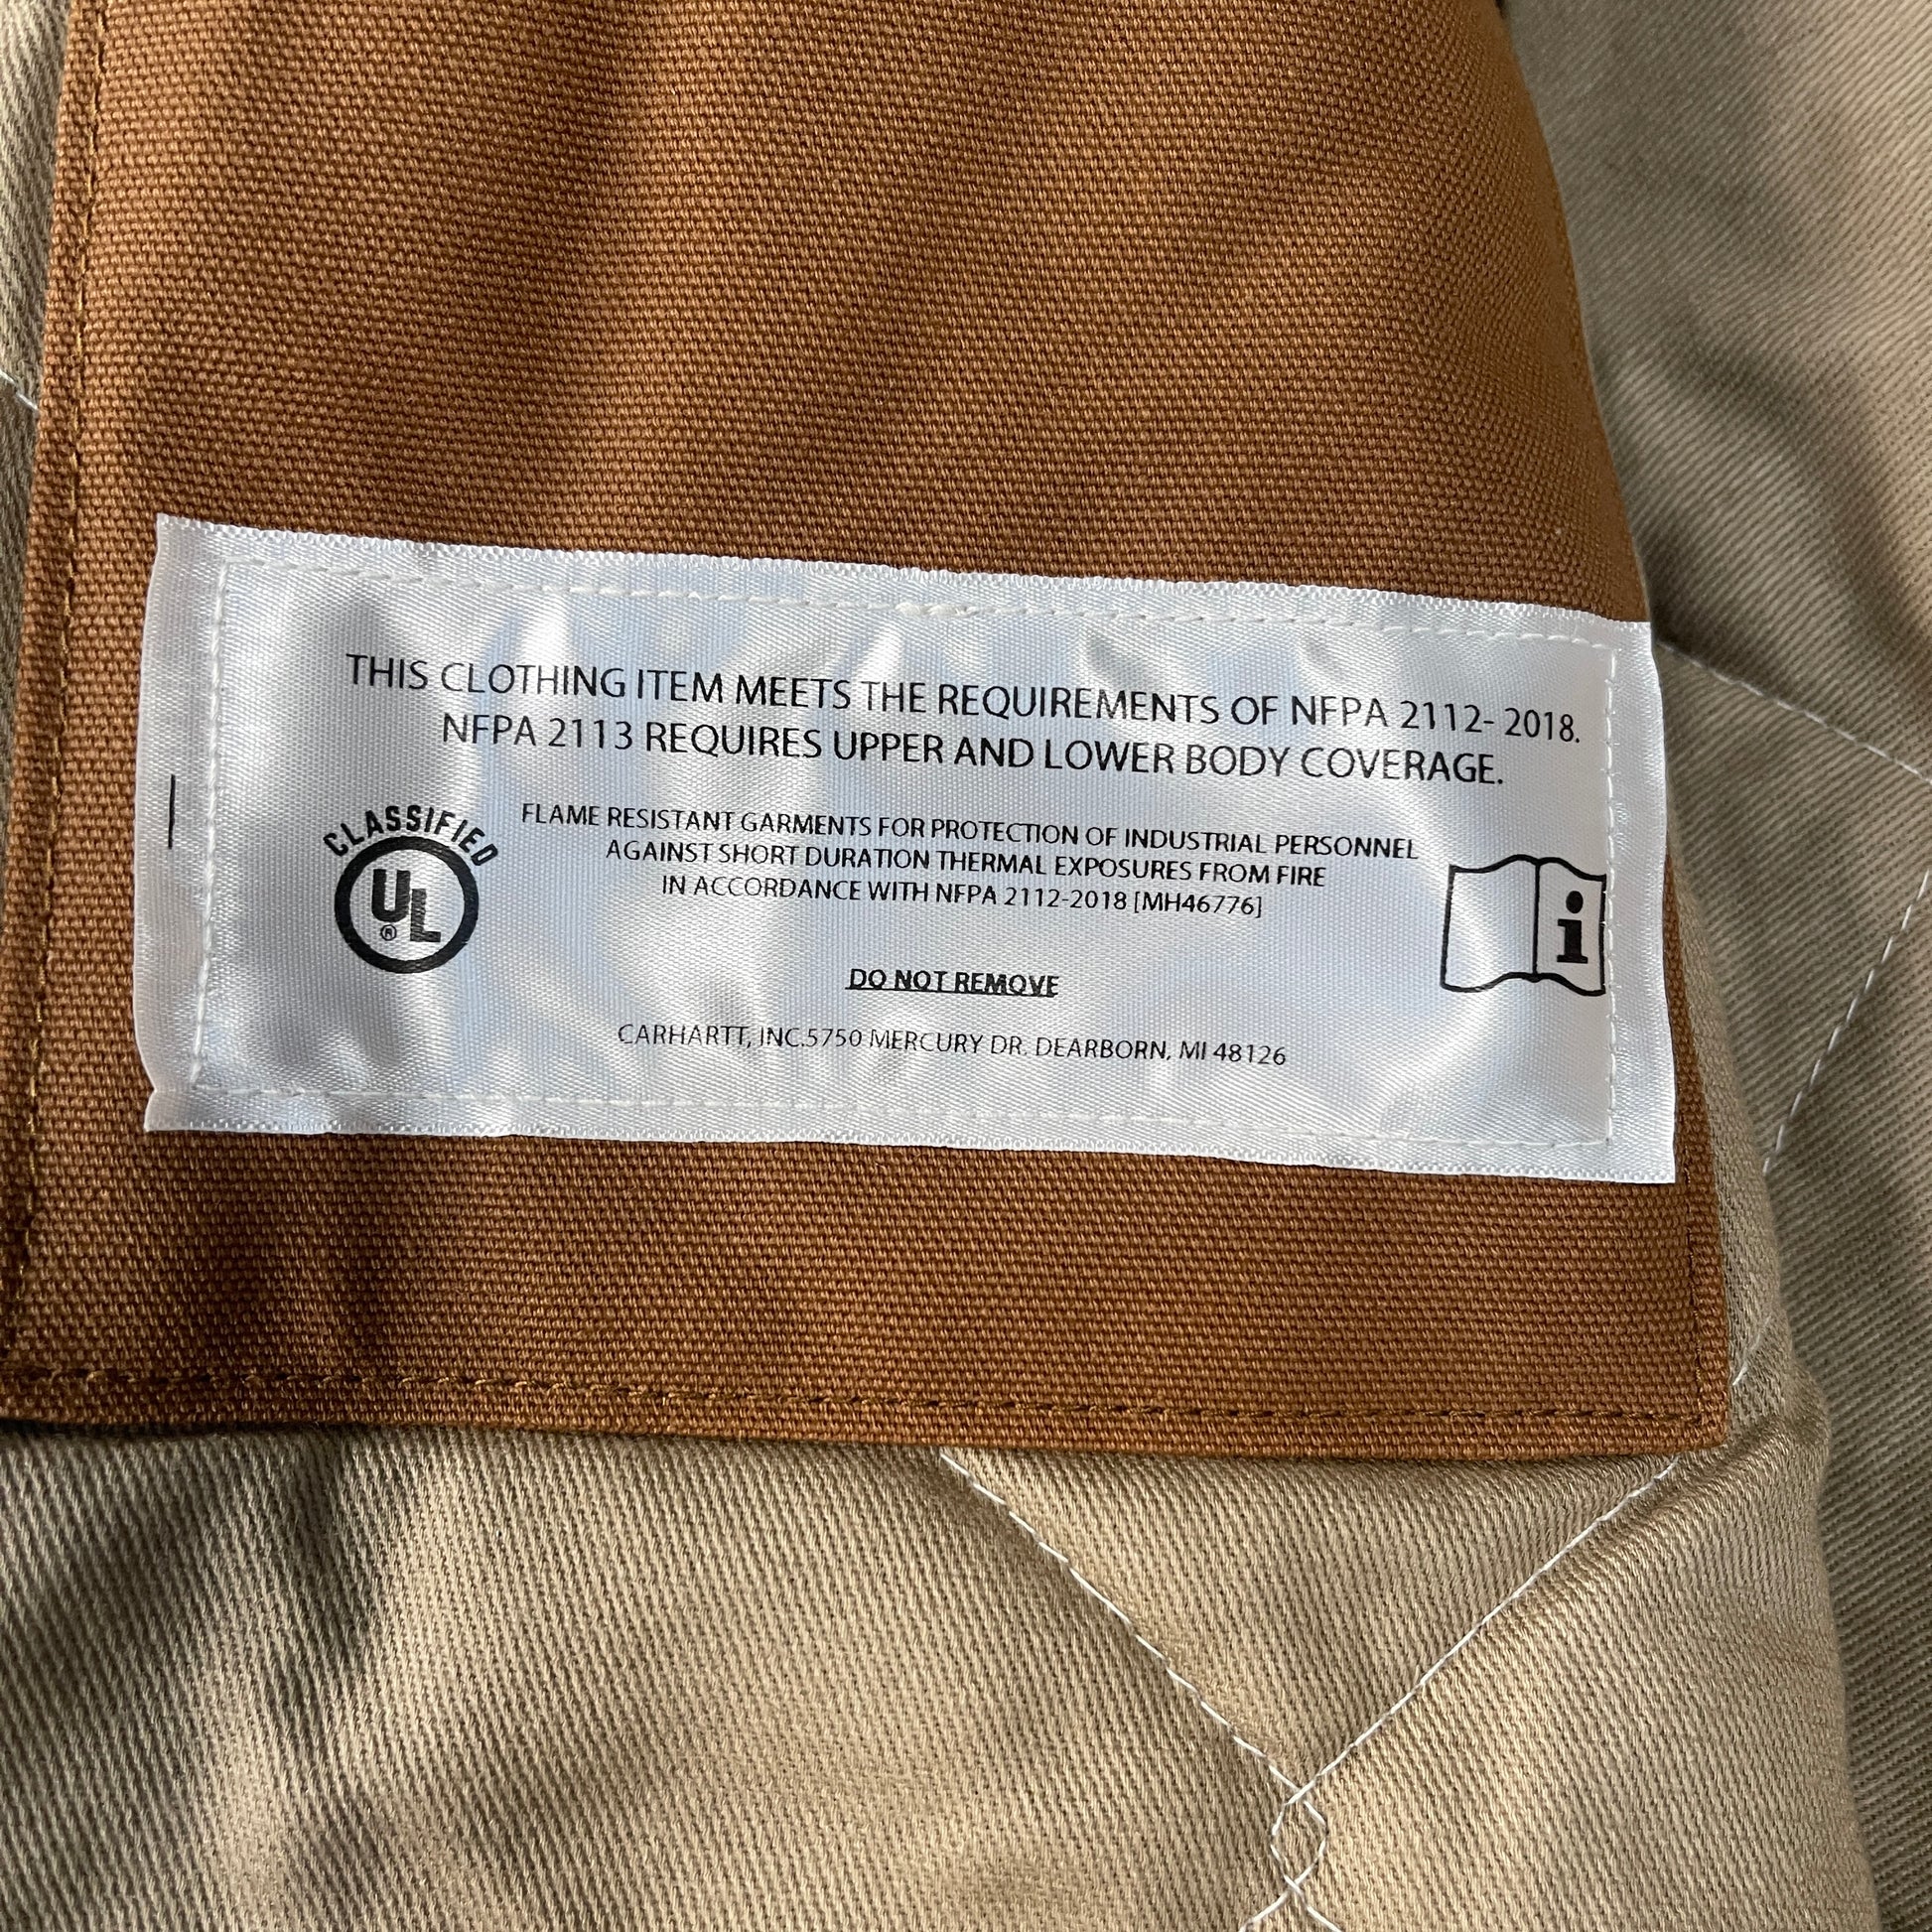 THIS CLOTHING ITEM MEETS THE REQUIREMENTS OF NFPA 2112- 2018.
NFPA 2113 REQUIRES UPPER AND LOWER BODY COVERAGE.
CLASSIFIED
UL
®
FLAME RESISTANT GARMENTS FOR PROTECTION OF INDUSTRIAL PERSONNEL
AGAINST SHORT DURATION THERMAL EXPOSURES FROM FIRE
IN ACCORDANCE WITH NFPA 2112-2018 [MH46776]
i
DO NOT REMOVE
CARHARTT, INC.5750 MERCURY DR. DEARBORN, MI 48126